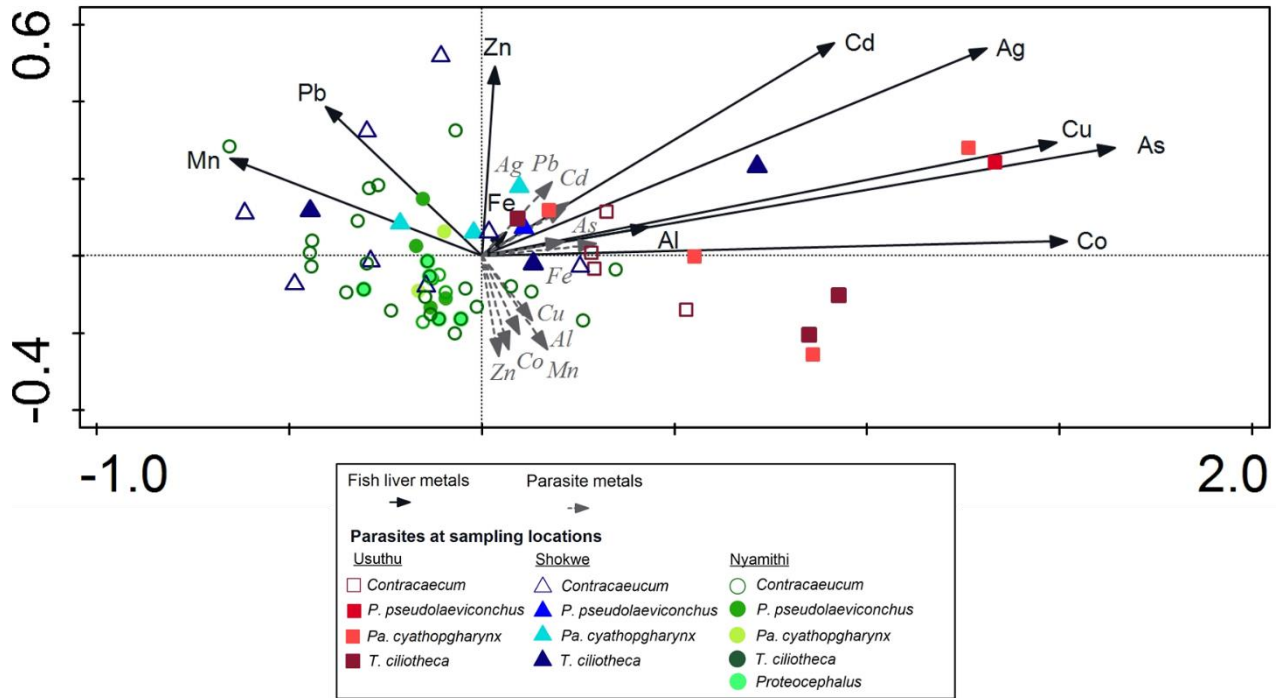 0.6
-0.4
Zn
Cd
Ag
Pb
Cu
As
Mn
Ag Pb
Cd
Fe
As
Al
Co
Fe
Cu
Al
Co
Mn
Zn
-1.0
2.0
Fish liver metals
Parasite metals
Parasites at sampling locations
Usuthu
Contracaecum
P. pseudolaeviconchus
Pa. cyathopgharynx
T. ciliotheca
Shokwe
Contracaeucum
P. pseudolaeviconchus
Pa. cyathopgharynx
T. ciliotheca
Nyamithi
Contracaeucum
P. pseudolaeviconchus
Pa. cyathopgharynx
T. ciliotheca
Proteocephalus